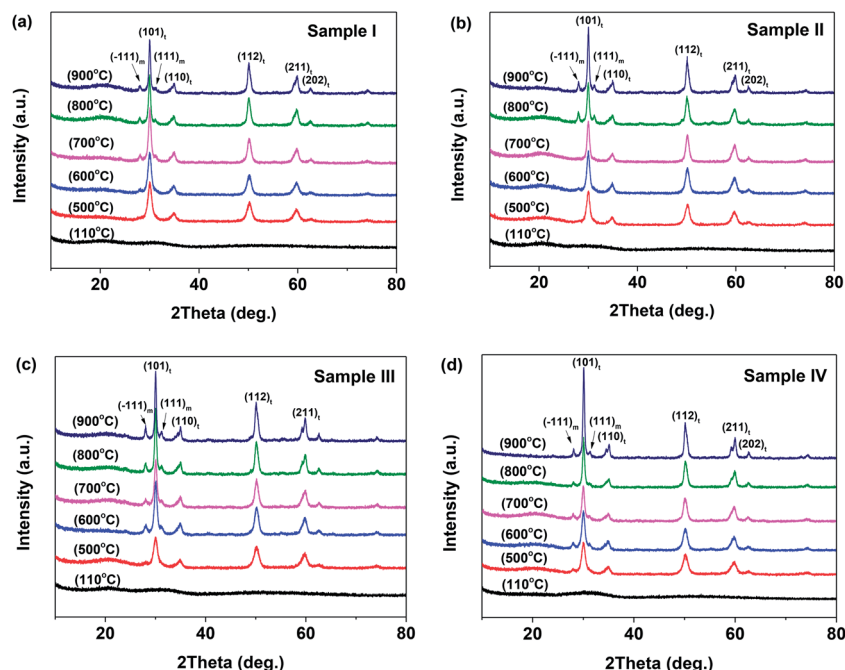 (a)
Sample I
(101)t
(-111)m
(111)m
(110)t
(112)t
(211)t
(202)t
(900°C)
(800°C)
(700°C)
(600°C)
(500°C)
(110°C)
Intensity (a.u.)
20 40 60 80
2Theta (deg.)
(b)
Sample II
(101)t
(-111)m
(111)m
(110)t
(112)t
(211)t
(202)t
(900°C)
(800°C)
(700°C)
(600°C)
(500°C)
(110°C)
Intensity (a.u.)
20 40 60 80
2Theta (deg.)
(c)
Sample III
(101)t
(-111)m
(111)m
(110)t
(112)t
(211)t
(900°C)
(800°C)
(700°C)
(600°C)
(500°C)
(110°C)
Intensity (a.u.)
20 40 60 80
2Theta (deg.)
(d)
Sample IV
(101)t
(-111)m
(111)m
(110)t
(112)t
(211)t
(202)t
(900°C)
(800°C)
(700°C)
(600°C)
(500°C)
(110°C)
Intensity (a.u.)
20 40 60 80
2Theta (deg.)